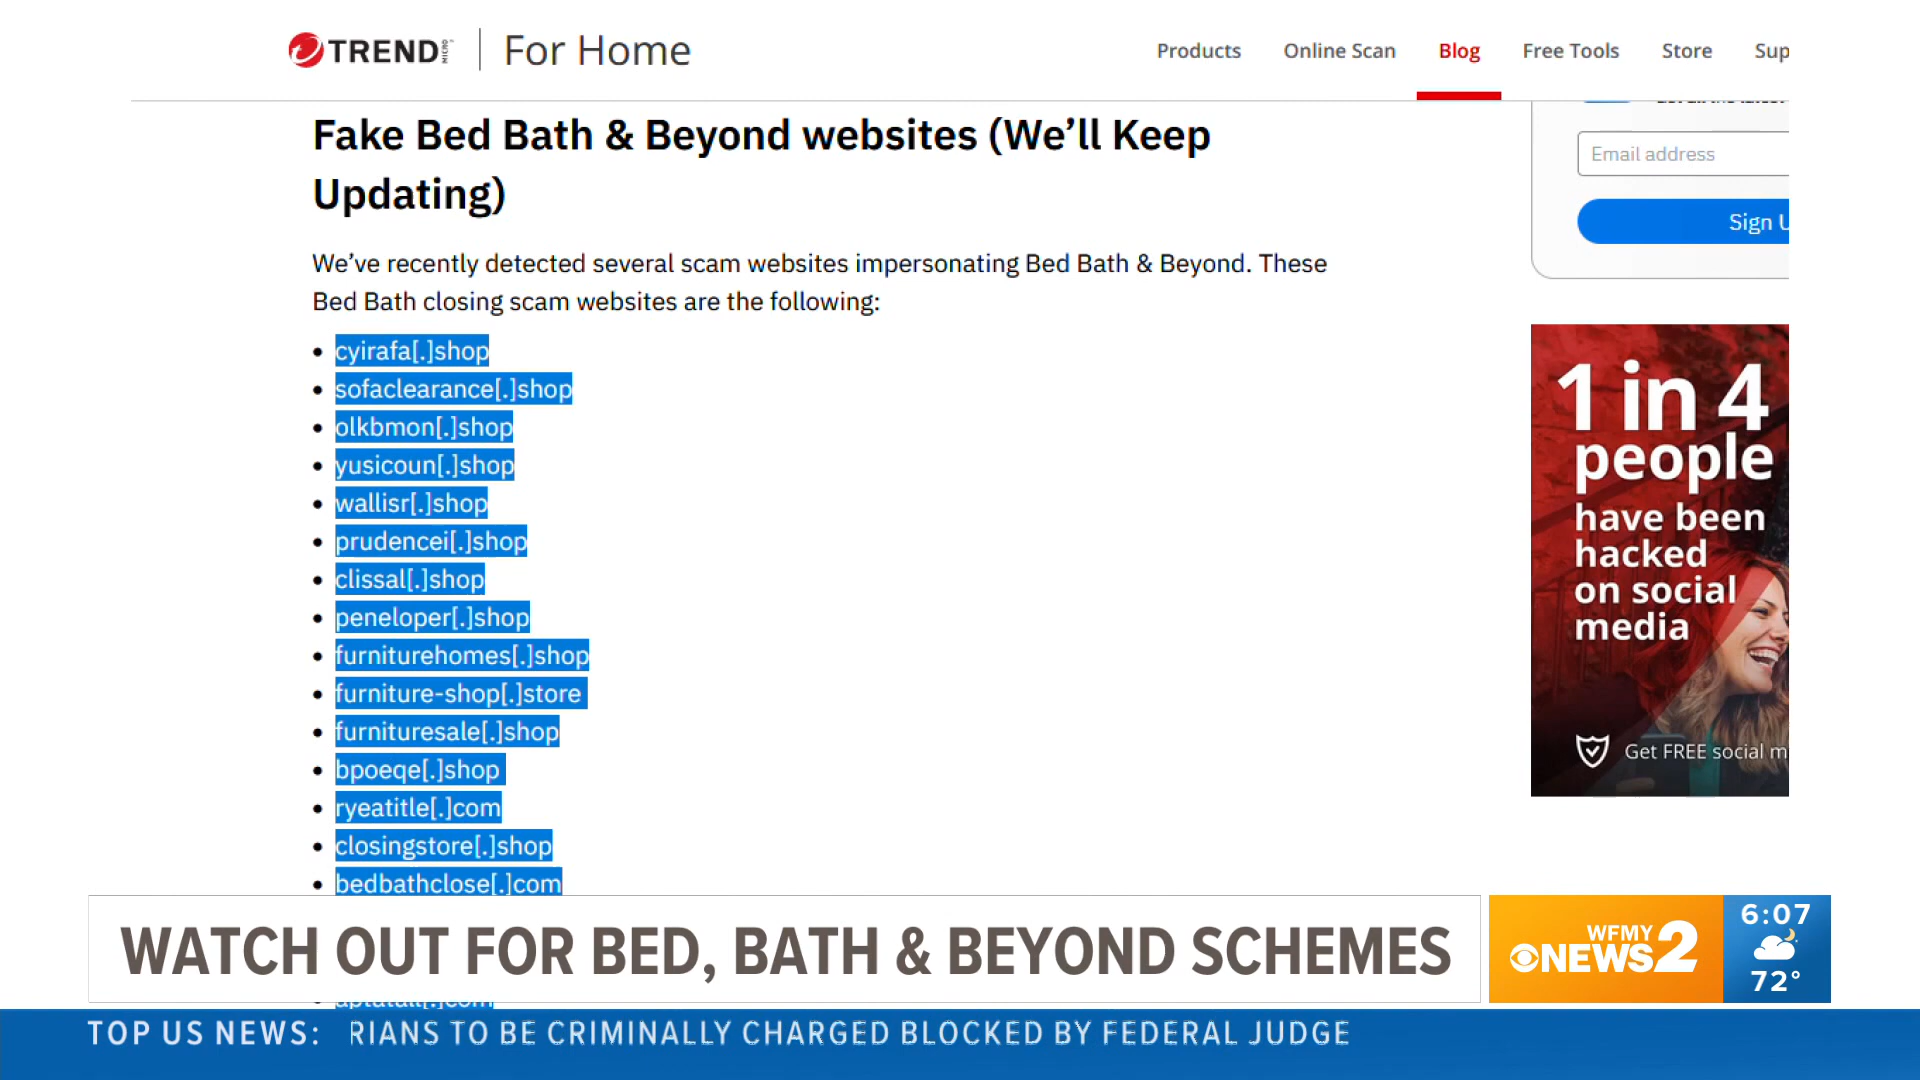 TREND MICRO™ | For Home
Products Online Scan Blog Free Tools Store Sup
Fake Bed Bath & Beyond websites (We’ll Keep
Updating)
We’ve recently detected several scam websites impersonating Bed Bath & Beyond. These
Bed Bath closing scam websites are the following:
• cyirafa[.]shop
• sofaclearance[.]shop
• olkbmon[.]shop
• yusicoun[.]shop
• wallisr[.]shop
• prudencei[.]shop
• clissal[.]shop
• peneloper[.]shop
• furniturehomes[.]shop
• furniture-shop[.]store
• furnituresale[.]shop
• bpoeqe[.]shop
• ryeatitle[.]com
• closingstore[.]shop
• bedbathclose[.]com
Email address
Sign U
1 in 4
people
have been
hacked
on social
media
Get FREE social m
WATCH OUT FOR BED, BATH & BEYOND SCHEMES
WFMY
NEWS 2
6:07
72°
TOP US NEWS: RIANS TO BE CRIMINALLY CHARGED BLOCKED BY FEDERAL JUDGE